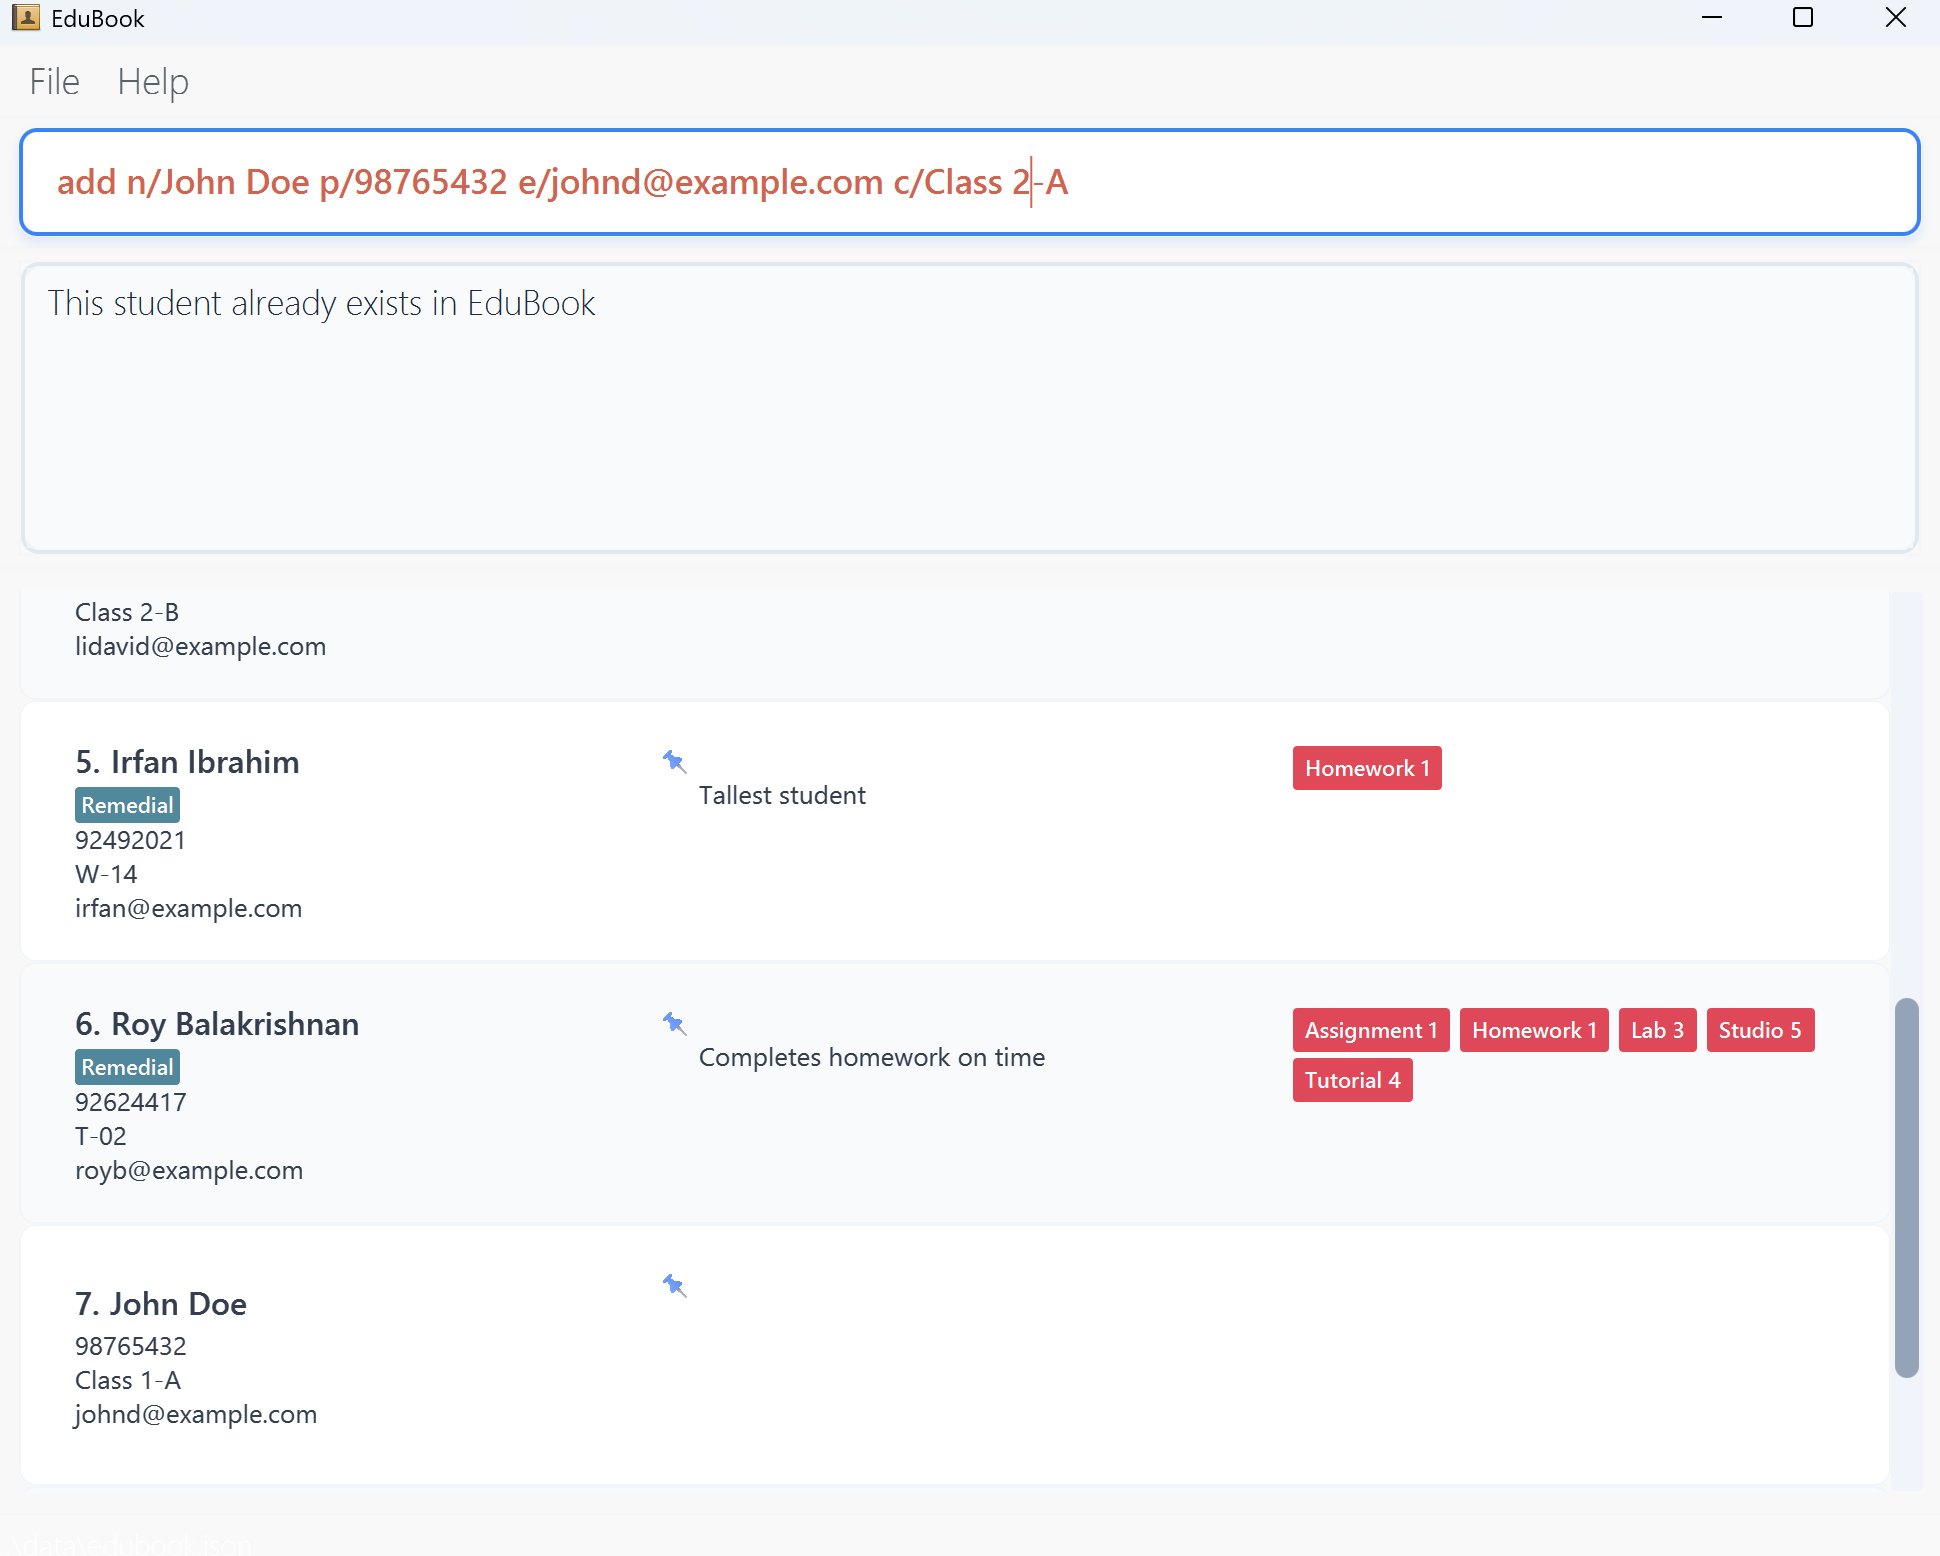 EduBook
File Help
add n/John Doe p/98765432 e/johnd@example.com c/Class 2-A
This student already exists in EduBook
Class 2-B
lidavid@example.com
5. Irfan Ibrahim
Remedial
92492021
W-14
irfan@example.com
Tallest student
Homework 1
6. Roy Balakrishnan
Remedial
92624417
T-02
royb@example.com
Completes homework on time
Assignment 1 Homework 1 Lab 3 Studio 5
Tutorial 4
7. John Doe
98765432
Class 1-A
johnd@example.com
\data\edubook.json